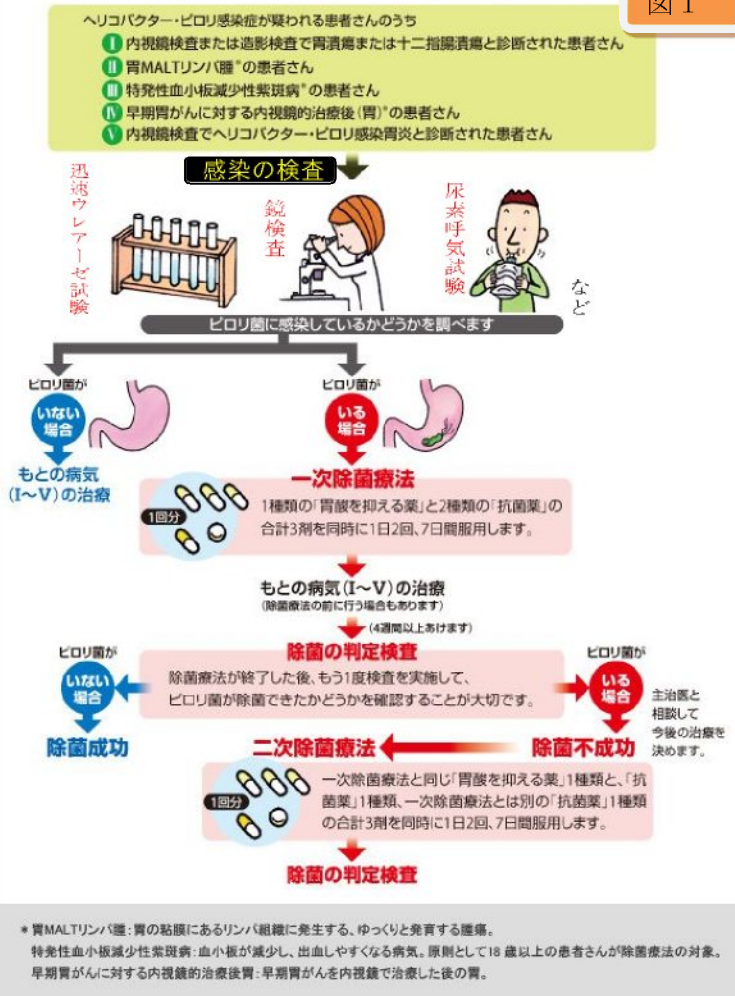 図1
ヘリコバクター・ピロリ感染症が疑われる患者さんのうち
I 内視鏡検査または造影検査で胃潰瘍または十二指腸潰瘍と診断された患者さん
II 胃MALTリンパ腫*の患者さん
III 特発性血小板減少性紫斑病*の患者さん
IV 早期胃がんに対する内視鏡的治療後(胃)*の患者さん
V 内視鏡検査でヘリコバクター・ピロリ感染胃炎と診断された患者さん
感染の検査
迅速ウレアーゼ試験
鏡検査
尿素呼気試験
など
ピロリ菌に感染しているかどうかを調べます
ピロリ菌が
いない
場合
もとの病気
(I〜V)の治療
ピロリ菌が
いる
場合
一次除菌療法
1回分
1種類の「胃酸を抑える薬」と2種類の「抗菌薬」の
合計3剤を同時に1日2回、7日間服用します。
もとの病気(I〜V)の治療
(除菌療法の前に行う場合もあります)
(4週間以上あけます)
除菌の判定検査
除菌療法が終了した後、もう1度検査を実施して、
ピロリ菌が除菌できたかどうかを確認することが大切です。
ピロリ菌が
いない
場合
除菌成功
ピロリ菌が
いる
場合
除菌不成功
主治医と
相談して
今後の治療を
決めます。
二次除菌療法
1回分
一次除菌療法と同じ「胃酸を抑える薬」1種類と、「抗
菌薬」1種類、一次除菌療法とは別の「抗菌薬」1種類
の合計3剤を同時に1日2回、7日間服用します。
除菌の判定検査
*胃MALTリンパ腫:胃の粘膜にあるリンパ組織に発生する、ゆっくりと発育する腫瘍。
特発性血小板減少性紫斑病:血小板が減少し、出血しやすくなる病気。原則として18歳以上の患者さんが除菌療法の対象。
早期胃がんに対する内視鏡的治療後胃:早期胃がんを内視鏡で治療した後の胃。